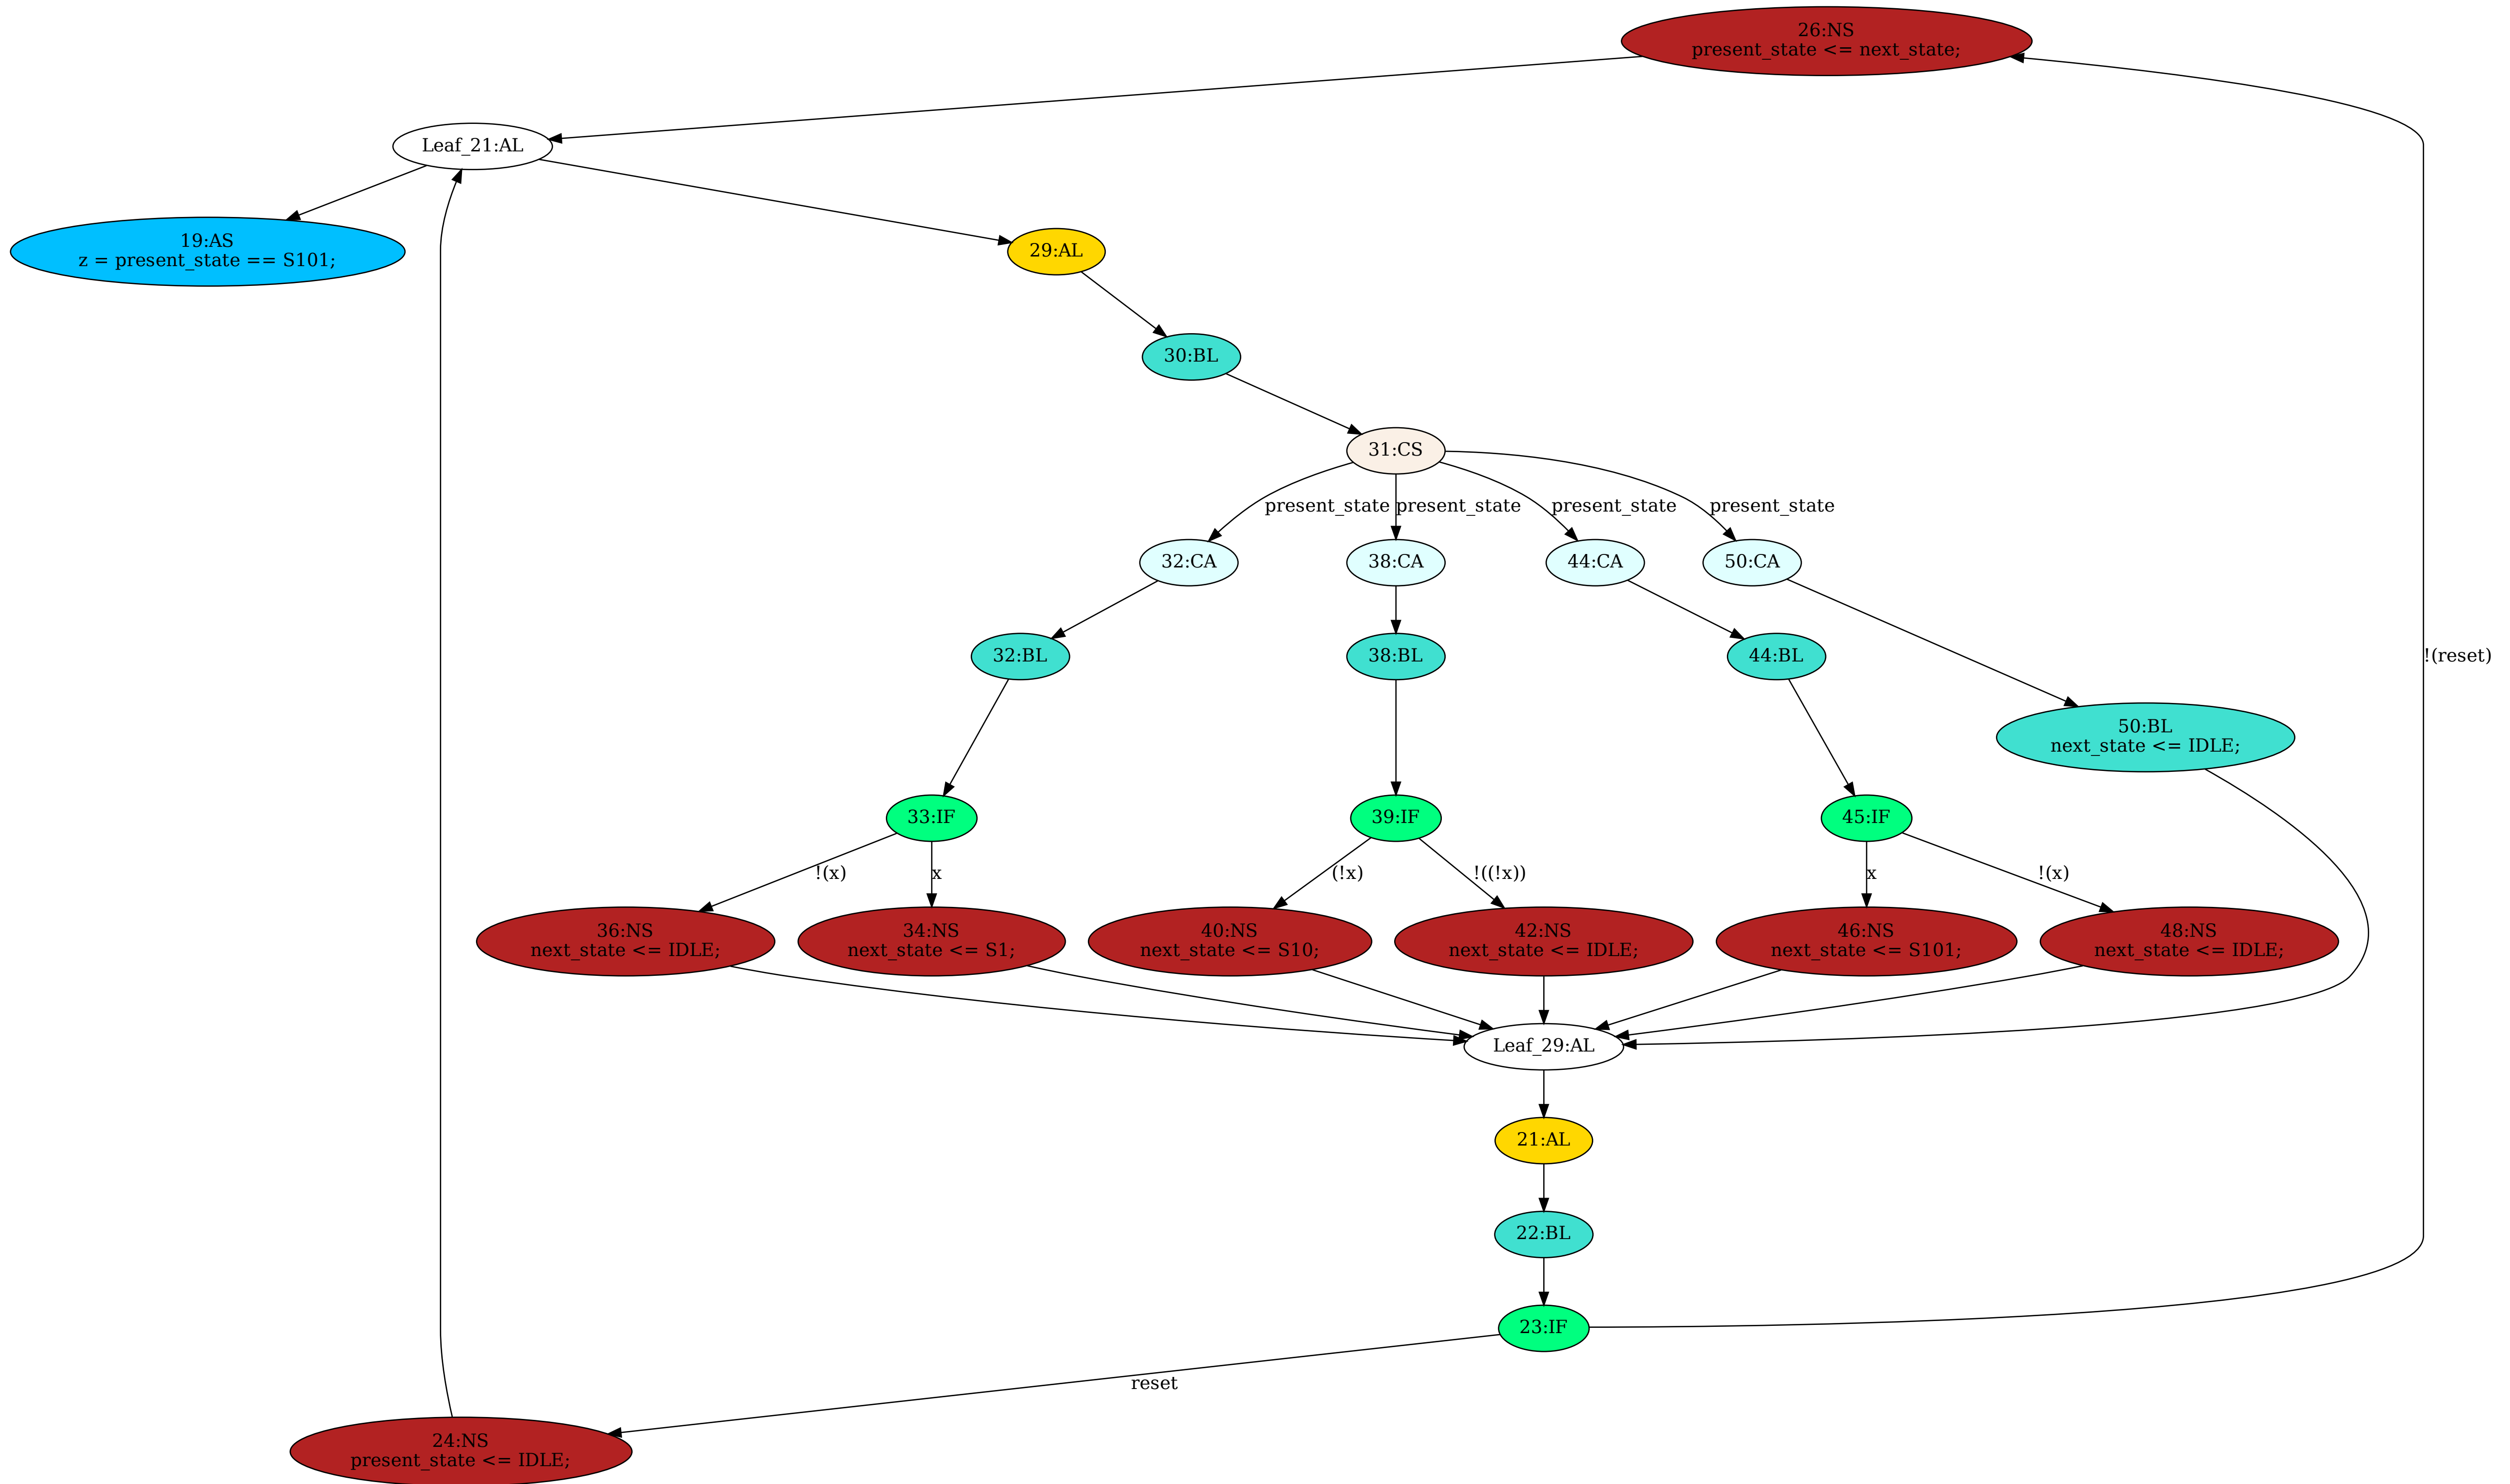 26:NS
present_state <= next_state;
Leaf_21:AL
19:AS
z = present_state == S101;
29:AL
30:BL
31:CS
present_state
present_state
present_state
present_state
32:CA
38:CA
44:CA
50:CA
32:BL
38:BL
44:BL
!(reset)
50:BL
next_state <= IDLE;
33:IF
39:IF
45:IF
!(x)
x
(!x)
!((!x))
x
!(x)
36:NS
next_state <= IDLE;
34:NS
next_state <= S1;
40:NS
next_state <= S10;
42:NS
next_state <= IDLE;
46:NS
next_state <= S101;
48:NS
next_state <= IDLE;
Leaf_29:AL
21:AL
22:BL
23:IF
reset
24:NS
present_state <= IDLE;